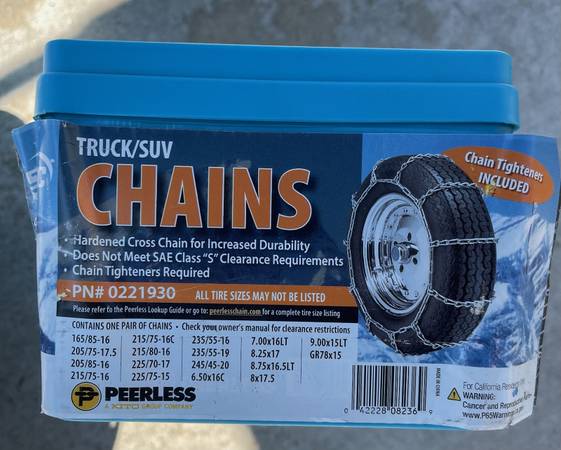 TRUCK/SUV
CHAINS
Chain Tighteners
INCLUDED
• Hardened Cross Chain for Increased Durability
• Does Not Meet SAE Class "S" Clearance Requirements
• Chain Tighteners Required
PN# 0221930 ALL TIRE SIZES MAY NOT BE LISTED
Please refer to the Peerless Lookup Guide or go to: peerlesschain.com for a complete tire size listing
CONTAINS ONE PAIR OF CHAINS • Check your owner's manual for clearance restrictions
165/85-16 215/75-16C 235/85-16 7.00x16LT 9.00x15LT
205/75-17.5 215/80-16 235/55-19 8.25x17 GR78x15
205/85-16 225/70-17 245/45-20 8.75x16.5LT
215/75-16 225/75-15 6.50x16C 8x17.5
P PEERLESS
A KITO GROUP COMPANY
0 42228 08236 9
MADE IN CHINA
For California Residents
WARNING:
Cancer and Reproductive
www.P65Warnings